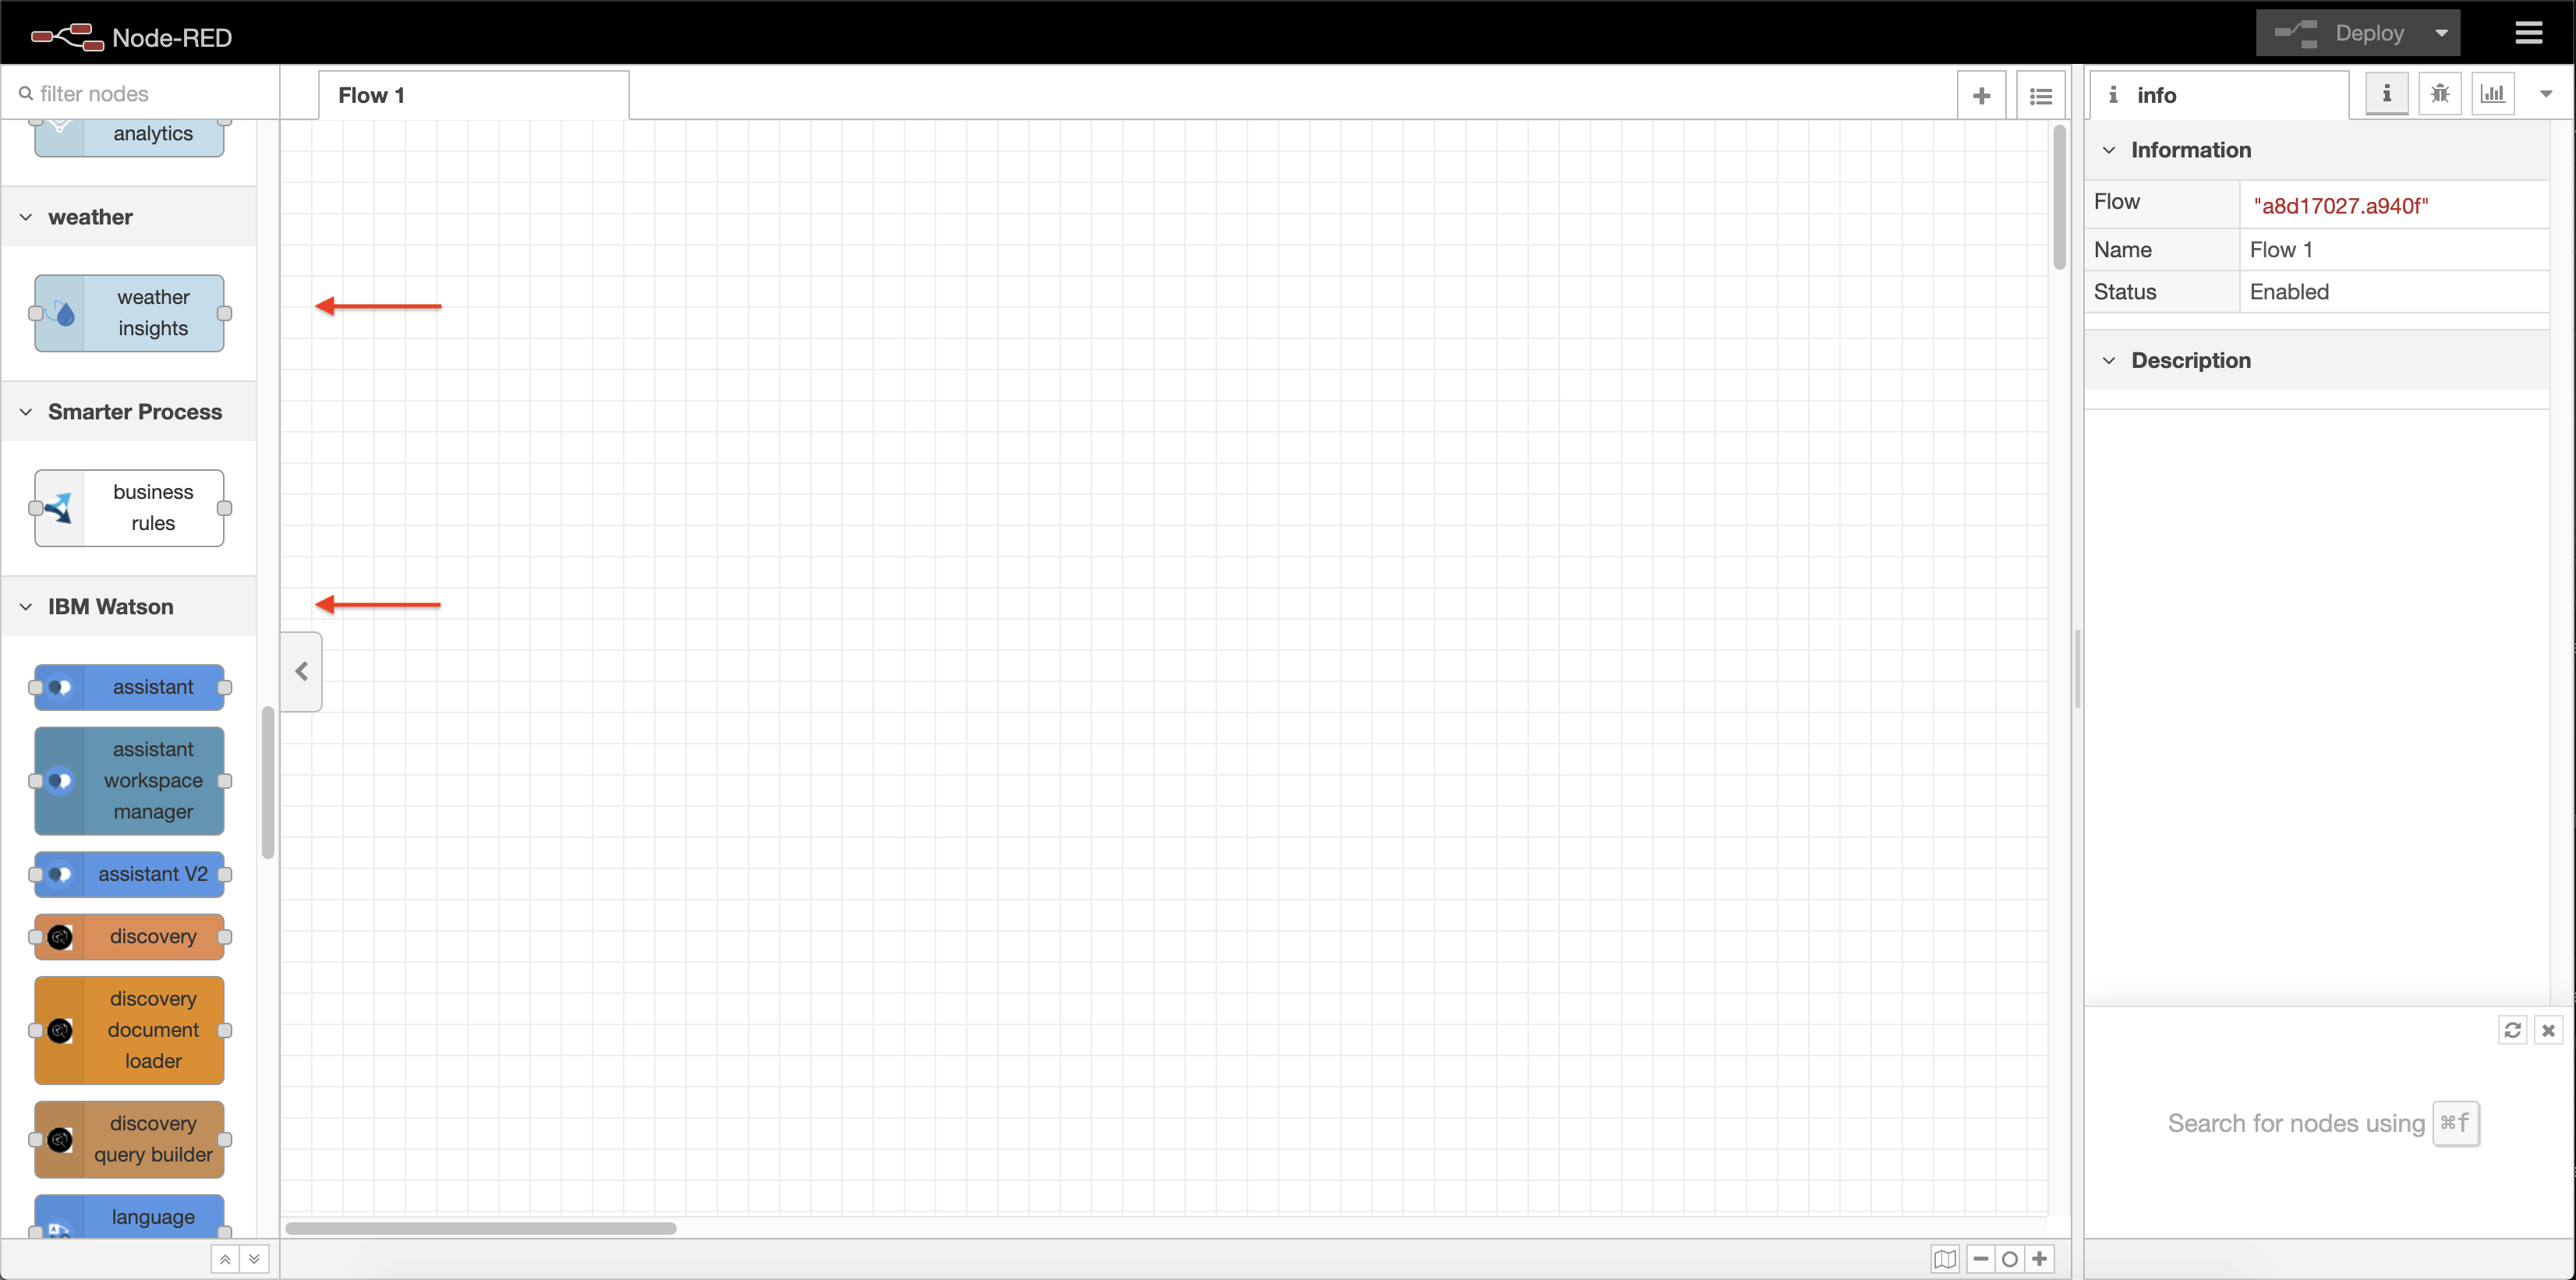 Node-RED
Deploy
filter nodes
Flow 1
info
analytics
weather
weather
insights
Smarter Process
business
rules
IBM Watson
assistant
assistant
workspace
manager
assistant V2
discovery
discovery
document
loader
discovery
query builder
language
Information
Flow "a8d17027.a940f"
Name Flow 1
Status Enabled
Description
Search for nodes using ⌘f